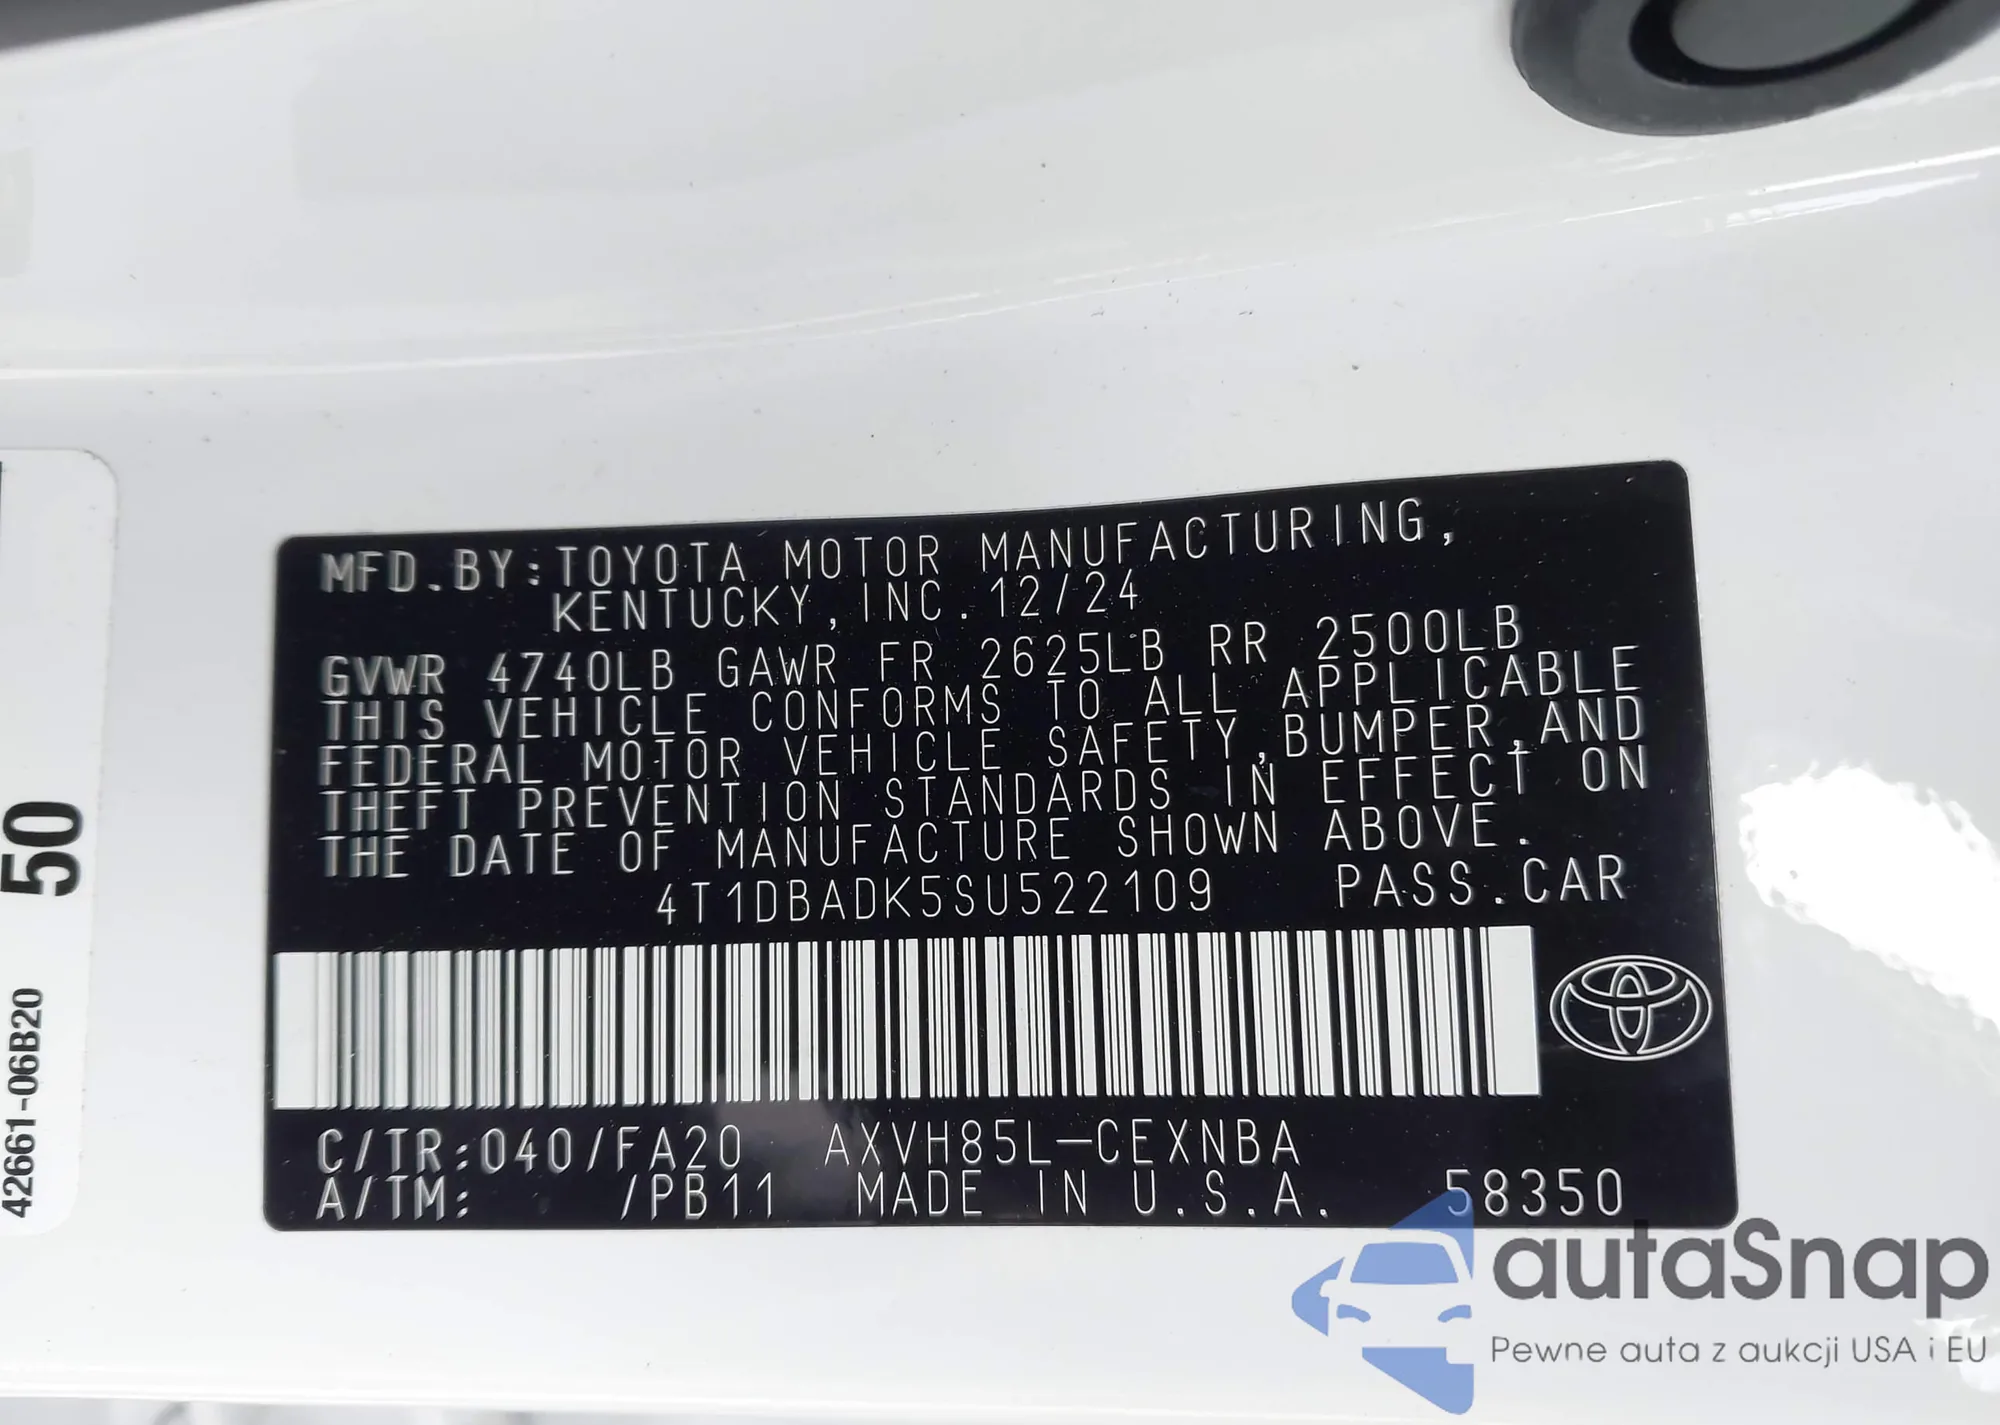 MFD.BY:TOYOTA MOTOR MANUFACTURING,
KENTUCKY,INC.12/24
GVWR 4740LB GAWR FR 2625LB RR 2500LB
THIS VEHICLE CONFORMS TO ALL APPLICABLE
FEDERAL MOTOR VEHICLE SAFETY,BUMPER,AND
THEFT PREVENTION STANDARDS IN EFFECT ON
THE DATE OF MANUFACTURE SHOWN ABOVE.
4T1DBADK5SU522109 PASS.CAR
C/TR:040/FA20 AXVH85L-CEXNBA
A/TM: /PB11 MADE IN U.S.A. 58350
50
42661-06B20
autoSnap
Pewne auta z aukcji USA i EU